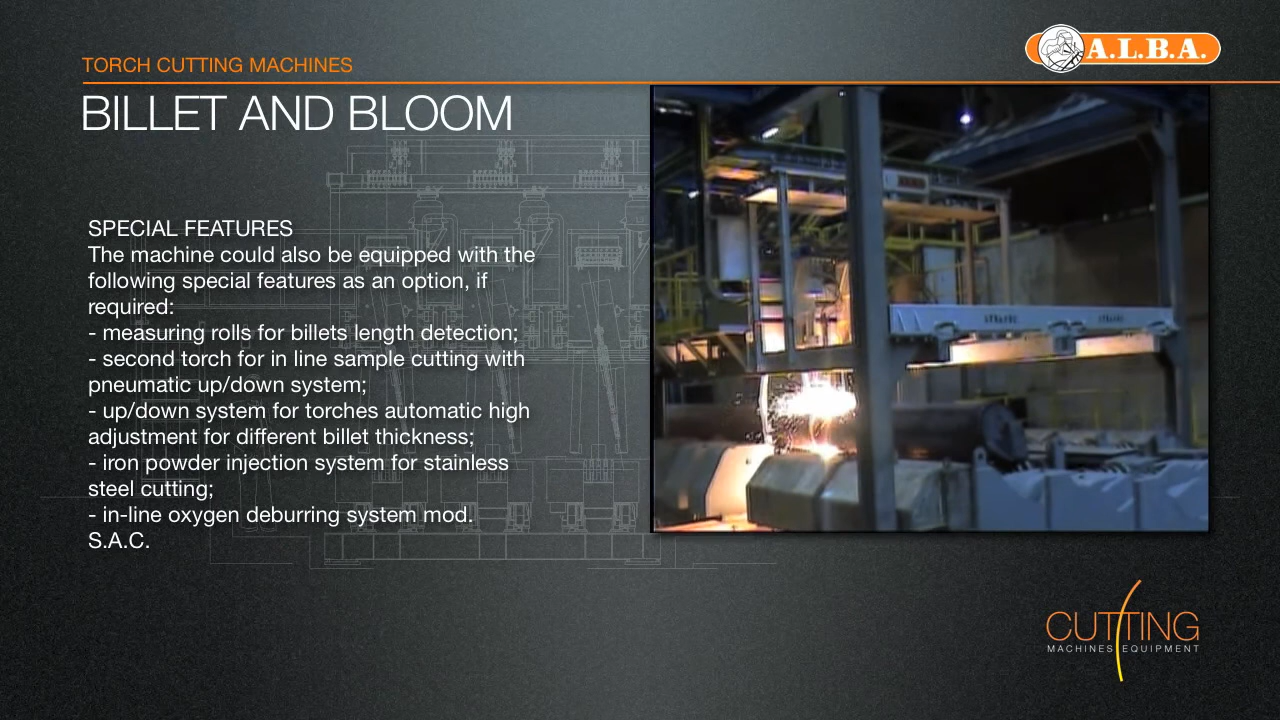 A.L.B.A.
TORCH CUTTING MACHINES
BILLET AND BLOOM
SPECIAL FEATURES
The machine could also be equipped with the
following special features as an option, if
required:
- measuring rolls for billets length detection;
- second torch for in line sample cutting with
pneumatic up/down system;
- up/down system for torches automatic high
adjustment for different billet thickness;
- iron powder injection system for stainless
steel cutting;
- in-line oxygen deburring system mod.
S.A.C.
CUTTING
MACHINES EQUIPMENT